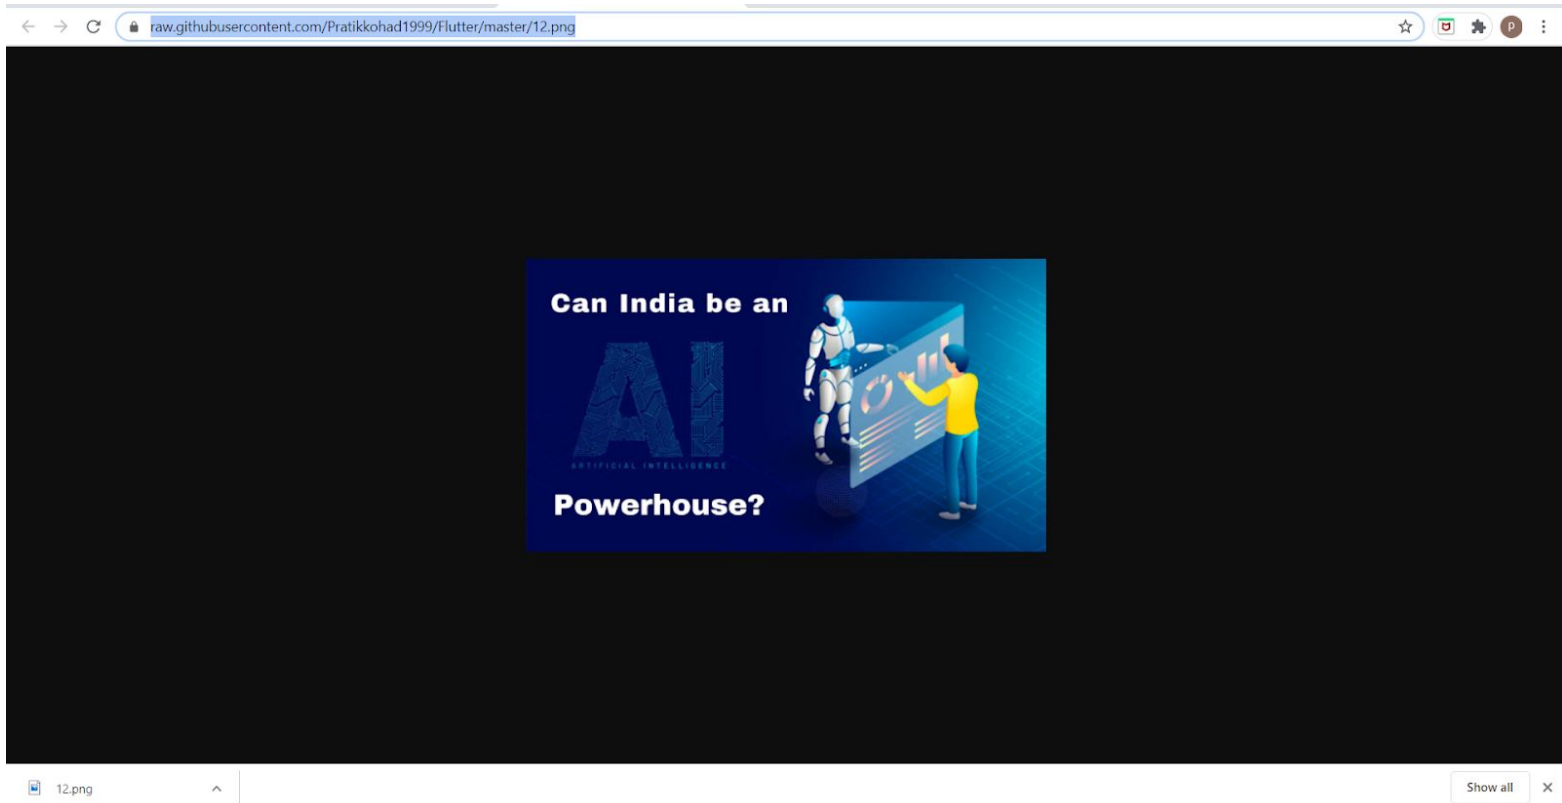 raw.githubusercontent.com/Pratikkohad1999/Flutter/master/12.png
P
Can India be an
AI
ARTIFICIAL INTELLIGENCE
Powerhouse?
12.png
Show all